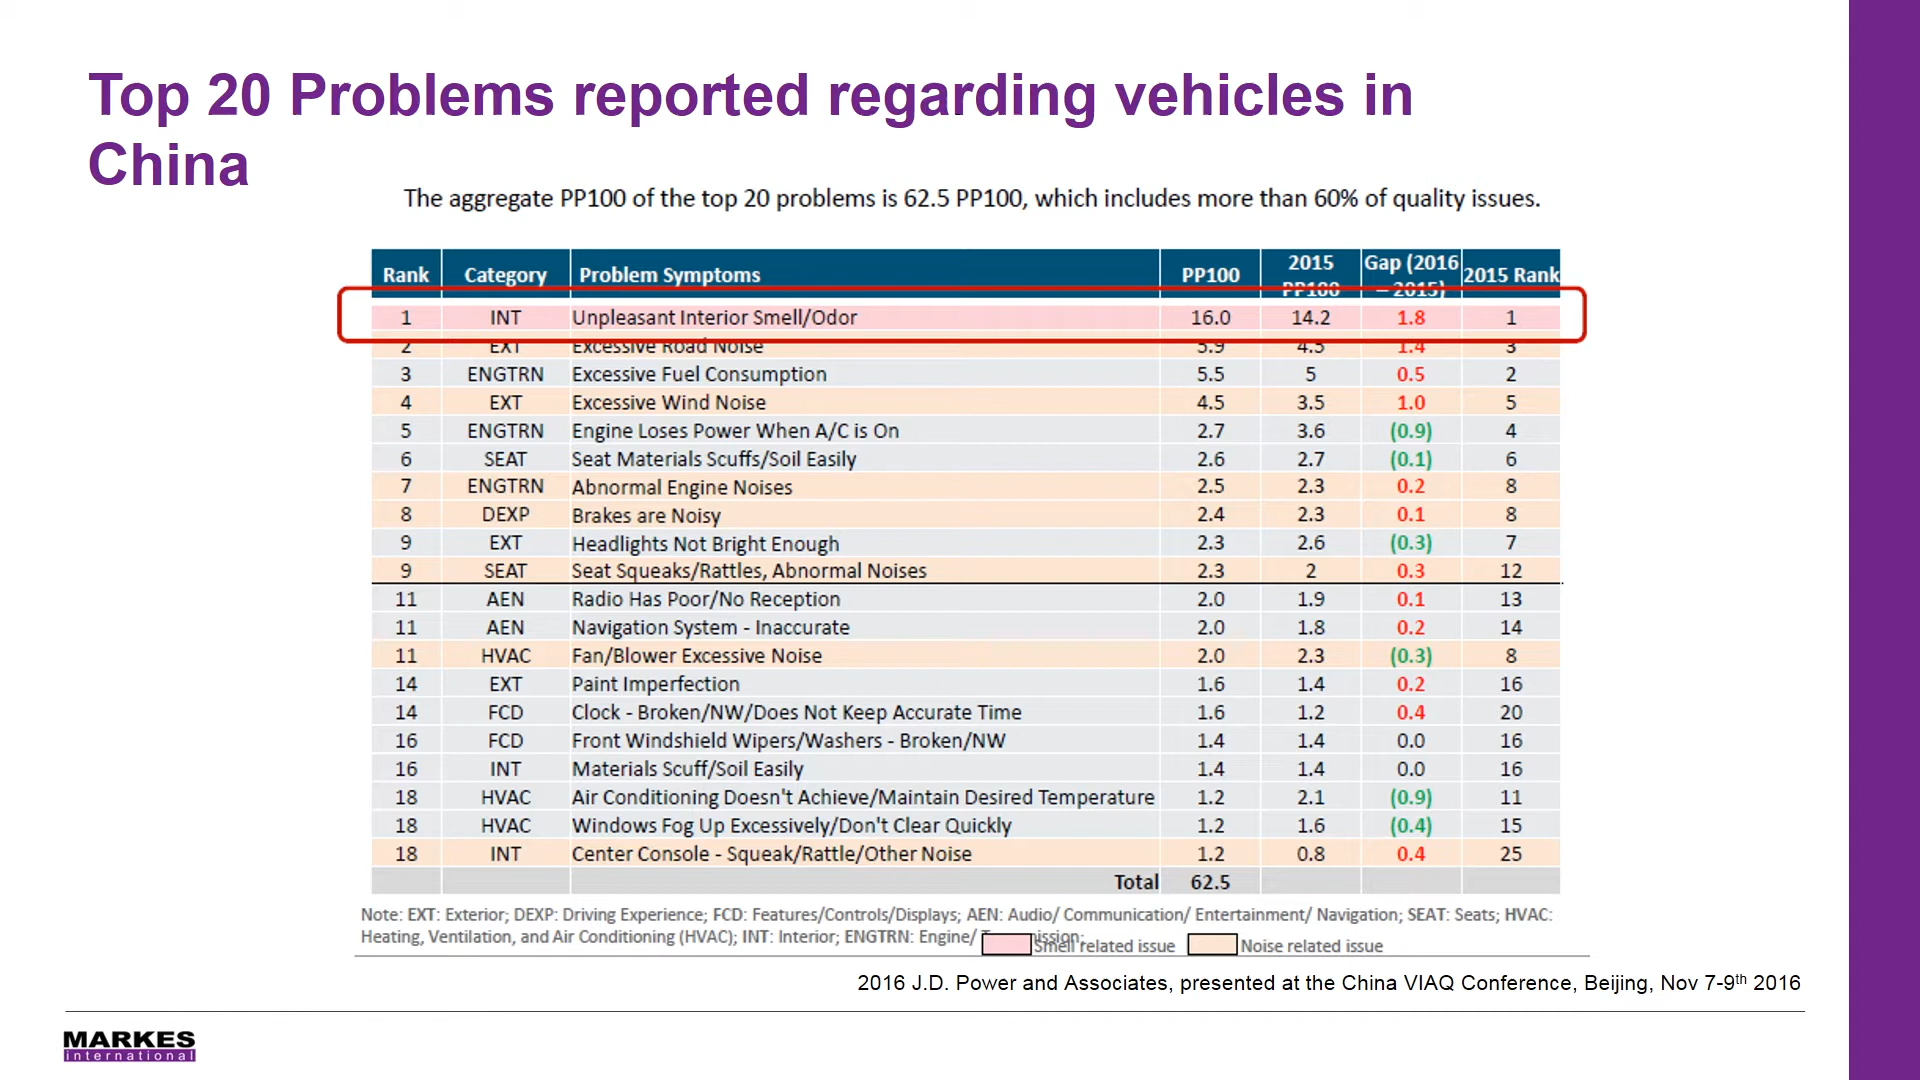 Top 20 Problems reported regarding vehicles in
China
The aggregate PP100 of the top 20 problems is 62.5 PP100, which includes more than 60% of quality issues.
Rank Category Problem Symptoms PP100 2015 PP100 Gap (2016 – 2015) 2015 Rank
1 INT Unpleasant Interior Smell/Odor 16.0 14.2 1.8 1
2 EXT Excessive Road Noise 5.9 4.5 1.4 3
3 ENGTRN Excessive Fuel Consumption 5.5 5 0.5 2
4 EXT Excessive Wind Noise 4.5 3.5 1.0 5
5 ENGTRN Engine Loses Power When A/C is On 2.7 3.6 (0.9) 4
6 SEAT Seat Materials Scuffs/Soil Easily 2.6 2.7 (0.1) 6
7 ENGTRN Abnormal Engine Noises 2.5 2.3 0.2 8
8 DEXP Brakes are Noisy 2.4 2.3 0.1 8
9 EXT Headlights Not Bright Enough 2.3 2.6 (0.3) 7
9 SEAT Seat Squeaks/Rattles, Abnormal Noises 2.3 2 0.3 12
11 AEN Radio Has Poor/No Reception 2.0 1.9 0.1 13
11 AEN Navigation System - Inaccurate 2.0 1.8 0.2 14
11 HVAC Fan/Blower Excessive Noise 2.0 2.3 (0.3) 8
14 EXT Paint Imperfection 1.6 1.4 0.2 16
14 FCD Clock - Broken/NW/Does Not Keep Accurate Time 1.6 1.2 0.4 20
16 FCD Front Windshield Wipers/Washers - Broken/NW 1.4 1.4 0.0 16
16 INT Materials Scuff/Soil Easily 1.4 1.4 0.0 16
18 HVAC Air Conditioning Doesn't Achieve/Maintain Desired Temperature 1.2 2.1 (0.9) 11
18 HVAC Windows Fog Up Excessively/Don't Clear Quickly 1.2 1.6 (0.4) 15
18 INT Center Console - Squeak/Rattle/Other Noise 1.2 0.8 0.4 25
Total 62.5
Note: EXT: Exterior; DEXP: Driving Experience; FCD: Features/Controls/Displays; AEN: Audio/ Communication/ Entertainment/ Navigation; SEAT: Seats; HVAC:
Heating, Ventilation, and Air Conditioning (HVAC); INT: Interior; ENGTRN: Engine/
Smell related issue Noise related issue
2016 J.D. Power and Associates, presented at the China VIAQ Conference, Beijing, Nov 7-9th 2016
MARKES
international